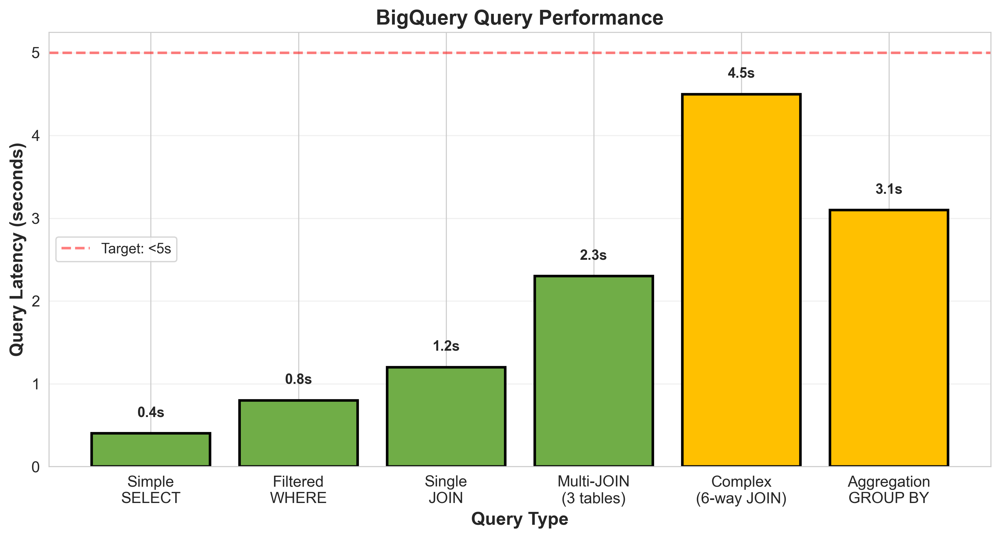 BigQuery Query Performance
Query Latency (seconds)
5
4
3
2
1
0
Target: <5s
0.4s
0.8s
1.2s
2.3s
4.5s
3.1s
Simple
SELECT
Filtered
WHERE
Single
JOIN
Multi-JOIN
(3 tables)
Complex
(6-way JOIN)
Aggregation
GROUP BY
Query Type